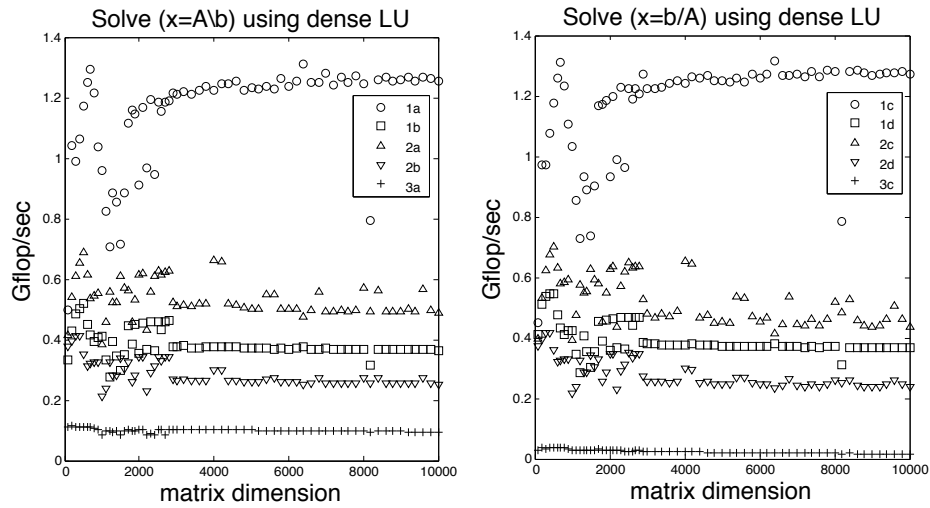 Solve (x=A\b) using dense LU
1.4
1.2
1
0.8
0.6
0.4
0.2
0
Gflop/sec
1a
1b
2a
2b
3a
0 2000 4000 6000 8000 10000
matrix dimension
Solve (x=b/A) using dense LU
1.4
1.2
1
0.8
0.6
0.4
0.2
0
Gflop/sec
1c
1d
2c
2d
3c
0 2000 4000 6000 8000 10000
matrix dimension